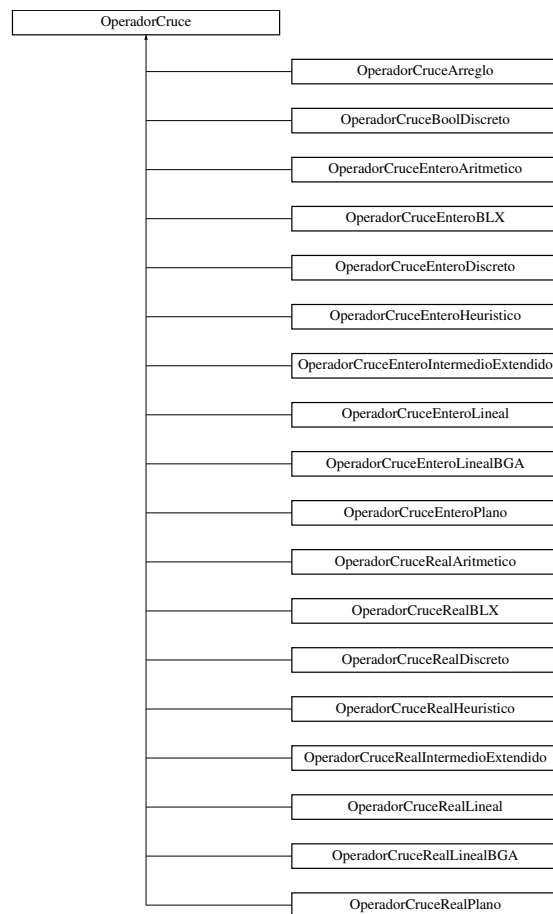 OperadorCruce
OperadorCruceArreglo
OperadorCruceBoolDiscreto
OperadorCruceEnteroAritmetico
OperadorCruceEnteroBLX
OperadorCruceEnteroDiscreto
OperadorCruceEnteroHeuristico
OperadorCruceEnteroIntermedioExtendido
OperadorCruceEnteroLineal
OperadorCruceEnteroLinealBGA
OperadorCruceEnteroPlano
OperadorCruceRealAritmetico
OperadorCruceRealBLX
OperadorCruceRealDiscreto
OperadorCruceRealHeuristico
OperadorCruceRealIntermedioExtendido
OperadorCruceRealLineal
OperadorCruceRealLinealBGA
OperadorCruceRealPlano